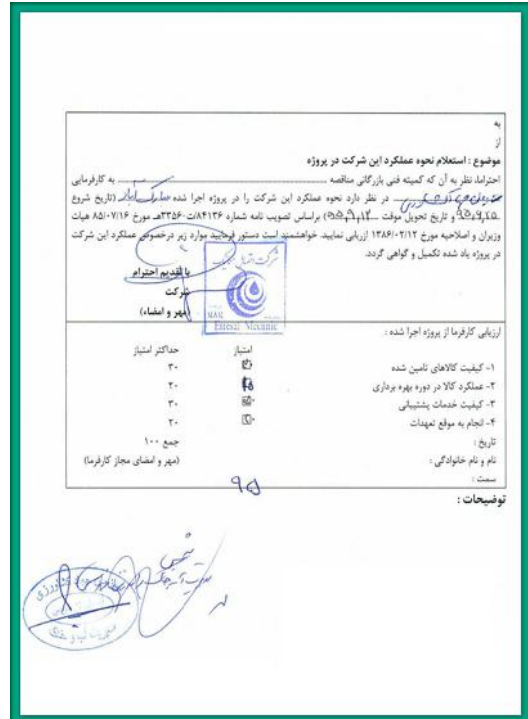 به
از
موضوع : استعلام نحوه عملکرد این شرکت در پروژه
احتراما، نظر به آن که کمیته فنی بازرگانی مناقصه ........ به کارفرمایی
در نظر دارد نحوه عملکرد این شرکت را در پروژه اجرا شده (تاریخ شروع
و تاریخ تحویل موقت براساس تصویب نامه شماره ۸۴۱۳۶/ت۳۳۵۶۰هـ مورخ ۸۵/۰۷/۱۶ هیات
وزیران و اصلاحیه مورخ ۱۳۸۶/۰۲/۱۲ ارزیابی نمایید. خواهشمند است دستور فرمایید موارد زیر درخصوص عملکرد این شرکت
در پروژه یاد شده تکمیل و گواهی گردد.
با تقدیم احترام
شرکت
(مهر و امضاء)
Ettesal Mecanic
ارزیابی کارفرما از پروژه اجرا شده :
امتیاز حداکثر امتیاز
۱- کیفیت کالاهای تامین شده ۳۰
۲- عملکرد کالا در دوره بهره برداری ۲۰
۳- کیفیت خدمات پشتیبانی ۳۰
۴- انجام به موقع تعهدات ۲۰
تاریخ : جمع ۱۰۰
نام و نام خانوادگی : (مهر و امضای مجاز کارفرما)
سمت :
۹۵
توضیحات :